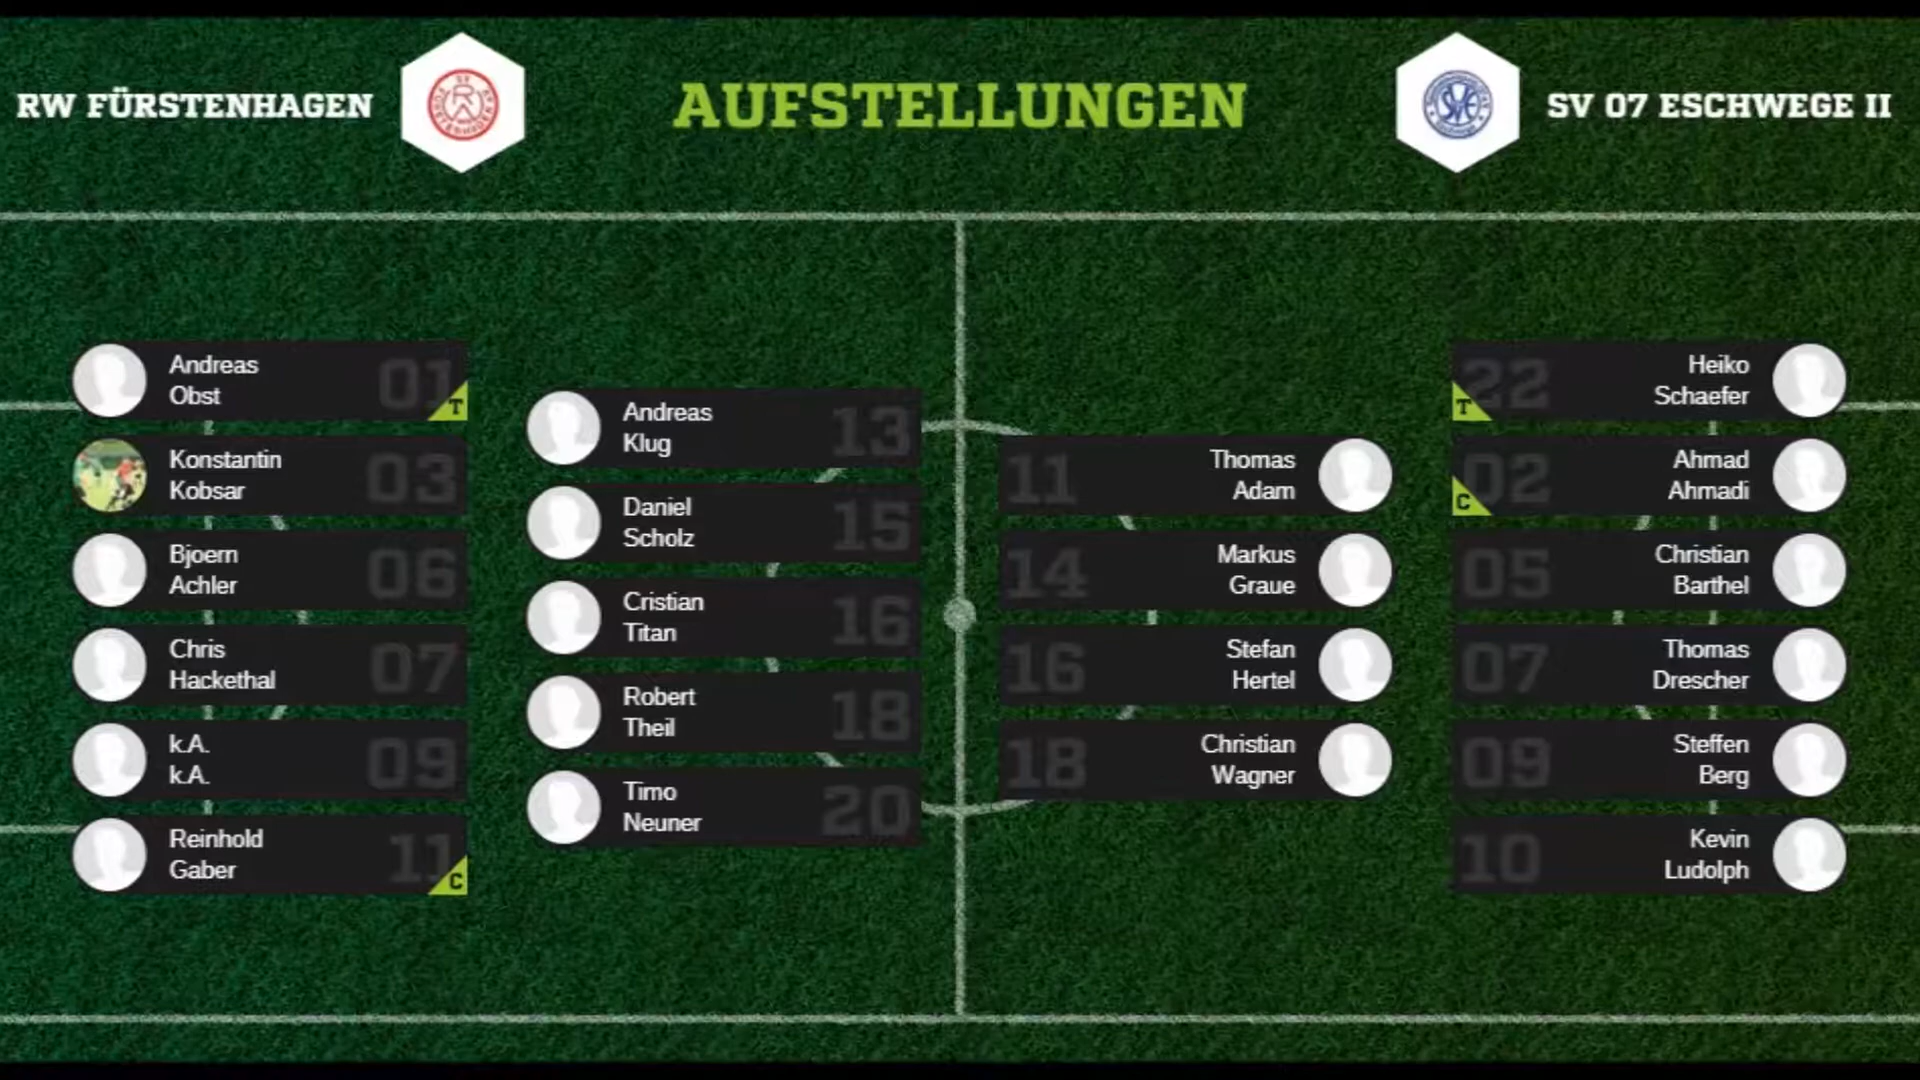 RW FÜRSTENHAGEN
AUFSTELLUNGEN
SV 07 ESCHWEGE II
Andreas
Obst
01
T
Konstantin
Kobsar
03
Bjoern
Achler
06
Chris
Hackethal
07
k.A.
k.A.
09
Reinhold
Gaber
11
C
Andreas
Klug
13
Daniel
Scholz
15
Cristian
Titan
16
Robert
Theil
18
Timo
Neuner
20
11
Thomas
Adam
14
Markus
Graue
16
Stefan
Hertel
18
Christian
Wagner
22
T
Heiko
Schaefer
02
C
Ahmad
Ahmadi
05
Christian
Barthel
07
Thomas
Drescher
09
Steffen
Berg
10
Kevin
Ludolph